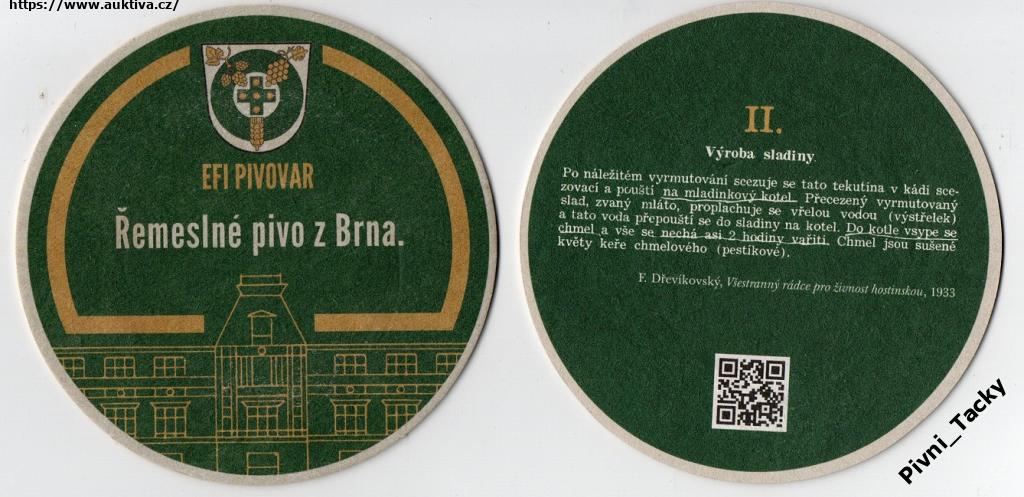 https://www.auktiva.cz/
EFI PIVOVAR
Řemeslné pivo z Brna.
II.
Výroba sladiny.
Po náležitém vyrmutování scezuje se tato tekutina v kádi sce-
zovací a pouští na mladinkový kotel. Přecezený vyrmutovaný
slad, zvaný mláto, proplachuje se vřelou vodou (výstřelek)
a tato voda přepouští se do sladiny na kotel. Do kotle vsype se
chmel a vše se nechá asi 2 hodiny vařiti. Chmel jsou sušené
květy keře chmelového (pestíkové).
F. Dřevíkovský, Všestranný rádce pro živnost hostinskou, 1933
Pivni_Tacky